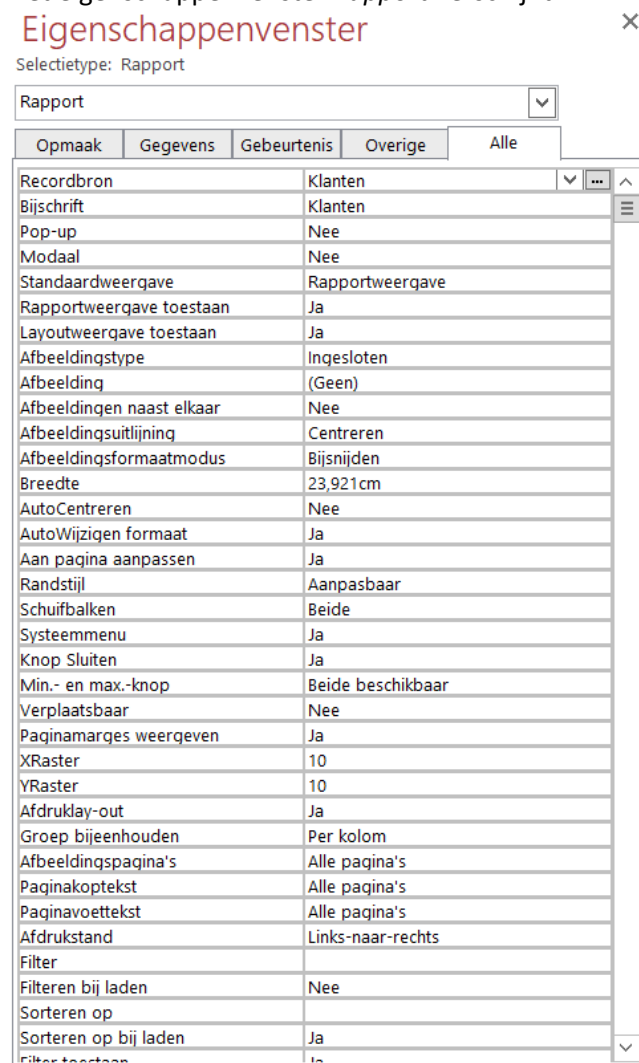 Eigenschappenvenster
Selectietype: Rapport
Rapport
Opmaak Gegevens Gebeurtenis Overige Alle
Recordbron Klanten
Bijschrift Klanten
Pop-up Nee
Modaal Nee
Standaardweergave Rapportweergave
Rapportweergave toestaan Ja
Layoutweergave toestaan Ja
Afbeeldingstype Ingesloten
Afbeelding (Geen)
Afbeeldingen naast elkaar Nee
Afbeeldingsuitlijning Centreren
Afbeeldingsformaatmodus Bijsnijden
Breedte 23,921cm
AutoCentreren Nee
AutoWijzigen formaat Ja
Aan pagina aanpassen Ja
Randstijl Aanpasbaar
Schuifbalken Beide
Systeemmenu Ja
Knop Sluiten Ja
Min.- en max.-knop Beide beschikbaar
Verplaatsbaar Nee
Paginamarges weergeven Ja
XRaster 10
YRaster 10
Afdruklay-out Ja
Groep bijeenhouden Per kolom
Afbeeldingspagina's Alle pagina's
Paginakoptekst Alle pagina's
Paginavoettekst Alle pagina's
Afdrukstand Links-naar-rechts
Filter
Filteren bij laden Nee
Sorteren op
Sorteren op bij laden Ja
Filter toestaan Ja